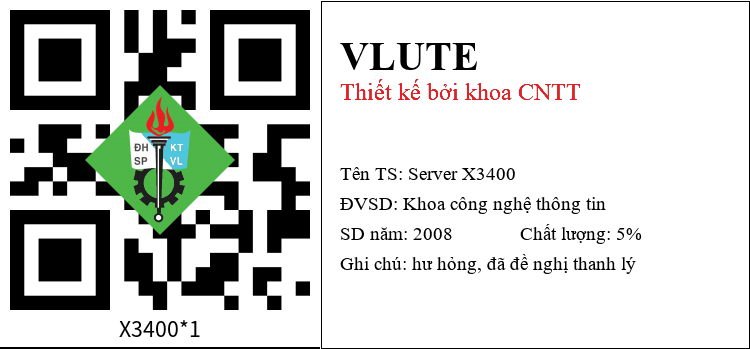 ĐH KT
SP VL
X3400*1
VLUTE
Thiết kế bởi khoa CNTT
Tên TS: Server X3400
ĐVSD: Khoa công nghệ thông tin
SD năm: 2008 Chất lượng: 5%
Ghi chú: hư hỏng, đã đề nghị thanh lý